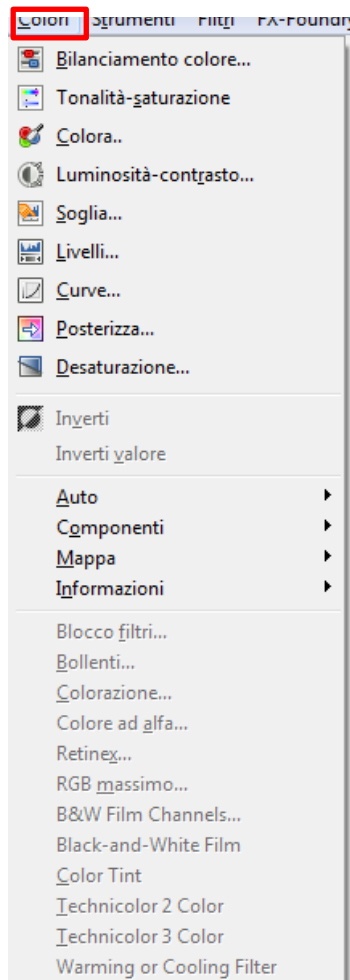 Colori Strumenti Filtri FX-Foundry
Bilanciamento colore...
Tonalità-saturazione
Colora..
Luminosità-contrasto...
Soglia...
Livelli...
Curve...
Posterizza...
Desaturazione...
Inverti
Inverti valore
Auto
Componenti
Mappa
Informazioni
Blocco filtri...
Bollenti...
Colorazione...
Colore ad alfa...
Retinex...
RGB massimo...
B&W Film Channels...
Black-and-White Film
Color Tint
Technicolor 2 Color
Technicolor 3 Color
Warming or Cooling Filter